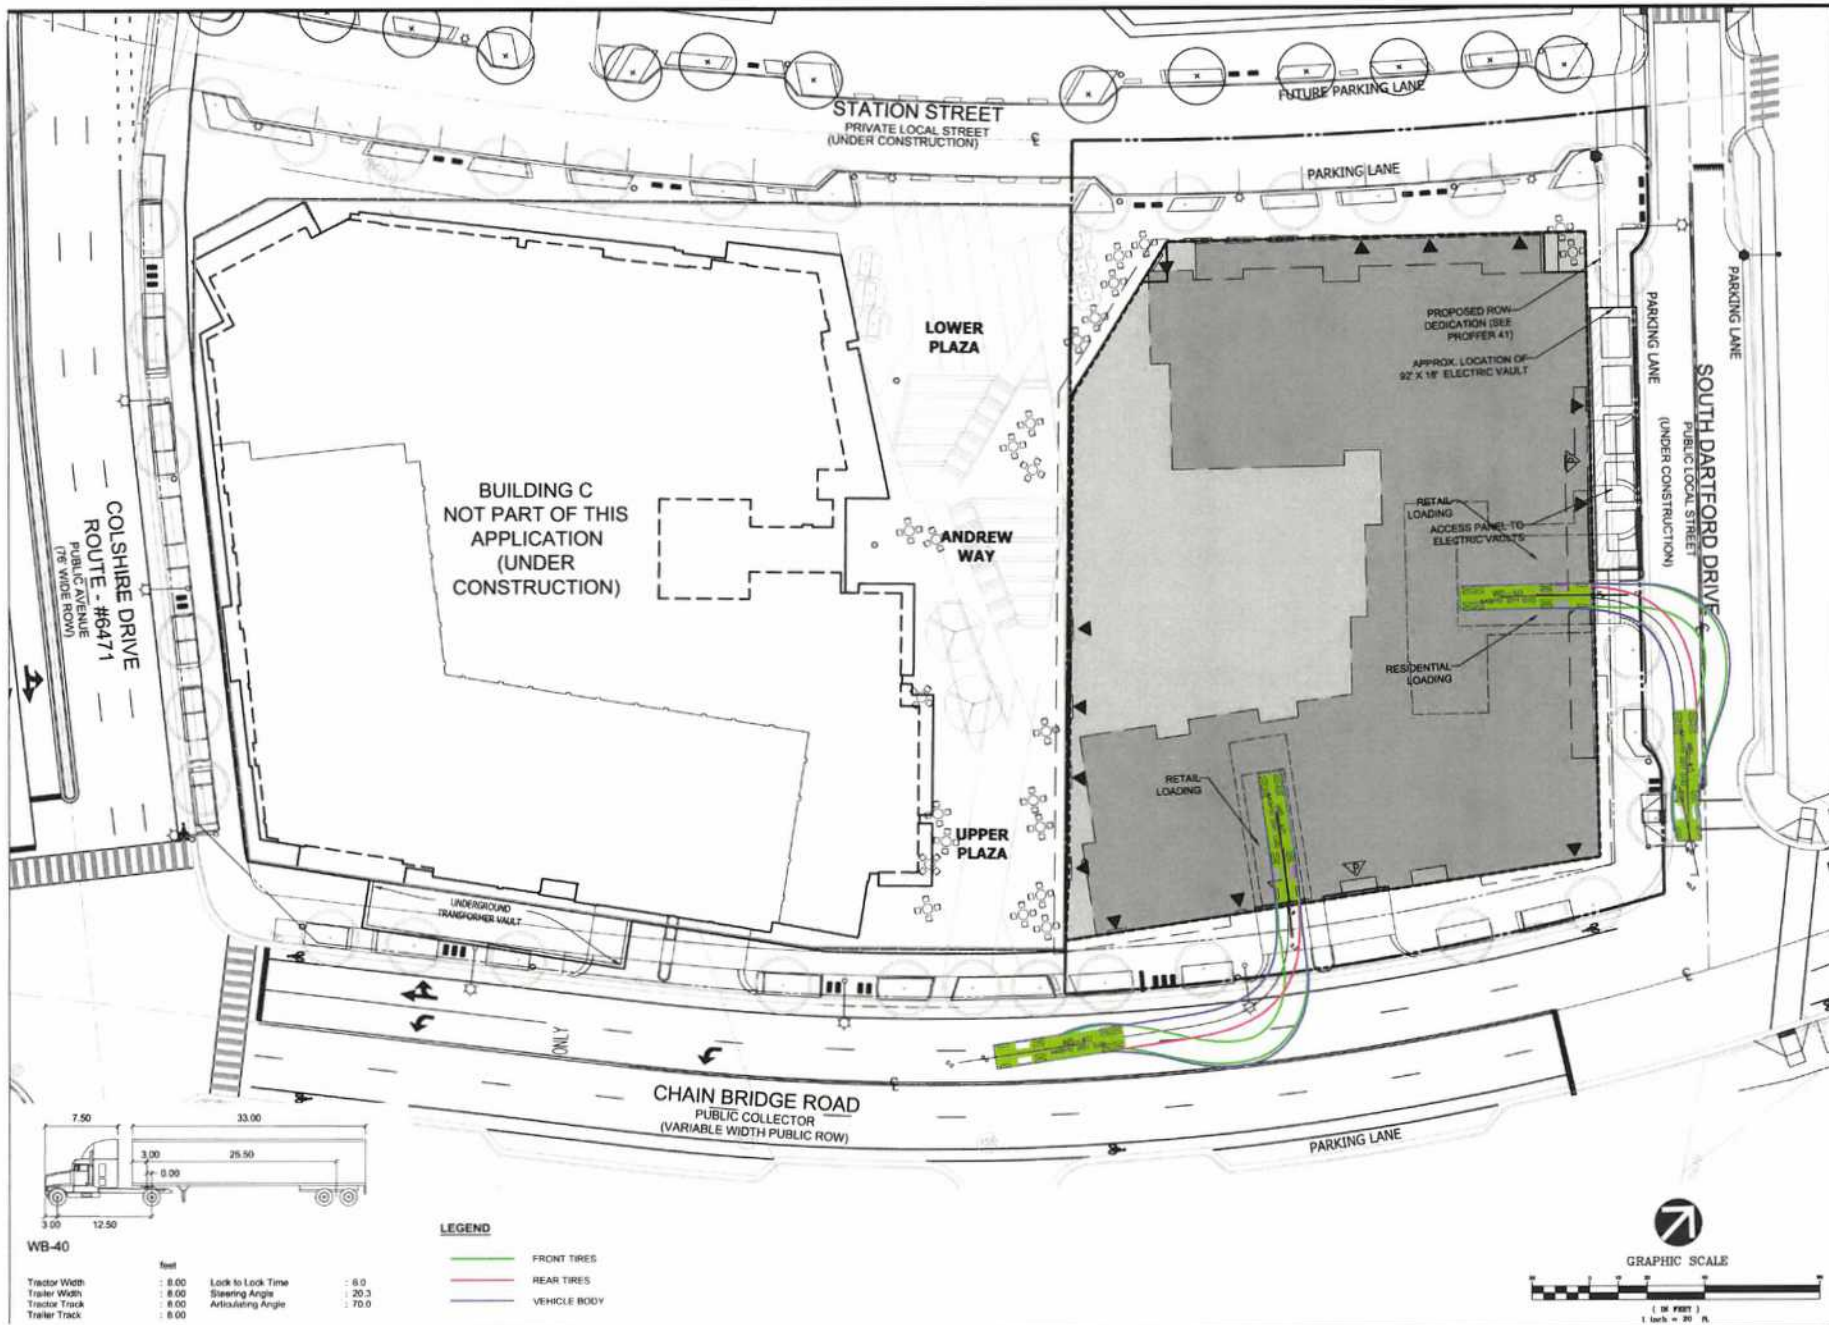 STATION STREET
PRIVATE LOCAL STREET
(UNDER CONSTRUCTION)
FUTURE PARKING LANE
PARKING LANE
LOWER
PLAZA
PROPOSED ROW
DEDICATION (SEE
PROFFER 41)
APPROX. LOCATION OF
92' X 18' ELECTRIC VAULT
PARKING LANE
PARKING LANE
SOUTH DARTFORD DRIVE
PUBLIC LOCAL STREET
(UNDER CONSTRUCTION)
COLSHIRE DRIVE
ROUTE - #6471
PUBLIC AVENUE
(76' WIDE ROW)
BUILDING C
NOT PART OF THIS
APPLICATION
(UNDER
CONSTRUCTION)
ANDREW
WAY
RETAIL
LOADING
ACCESS PANEL TO
ELECTRIC VAULTS
RESIDENTIAL
LOADING
RETAIL
LOADING
UPPER
PLAZA
UNDERGROUND
TRANSFORMER VAULT
ONLY
CHAIN BRIDGE ROAD
PUBLIC COLLECTOR
(VARIABLE WIDTH PUBLIC ROW)
PARKING LANE
7.50
33.00
3.00
25.50
0.00
3.00
12.50
WB-40
feet
Tractor Width : 8.00 Lock to Lock Time : 6.0
Trailer Width : 8.00 Steering Angle : 20.3
Tractor Track : 8.00 Articulating Angle : 70.0
Trailer Track : 8.00
LEGEND
FRONT TIRES
REAR TIRES
VEHICLE BODY
GRAPHIC SCALE
( IN FEET )
1 inch = 20 ft.